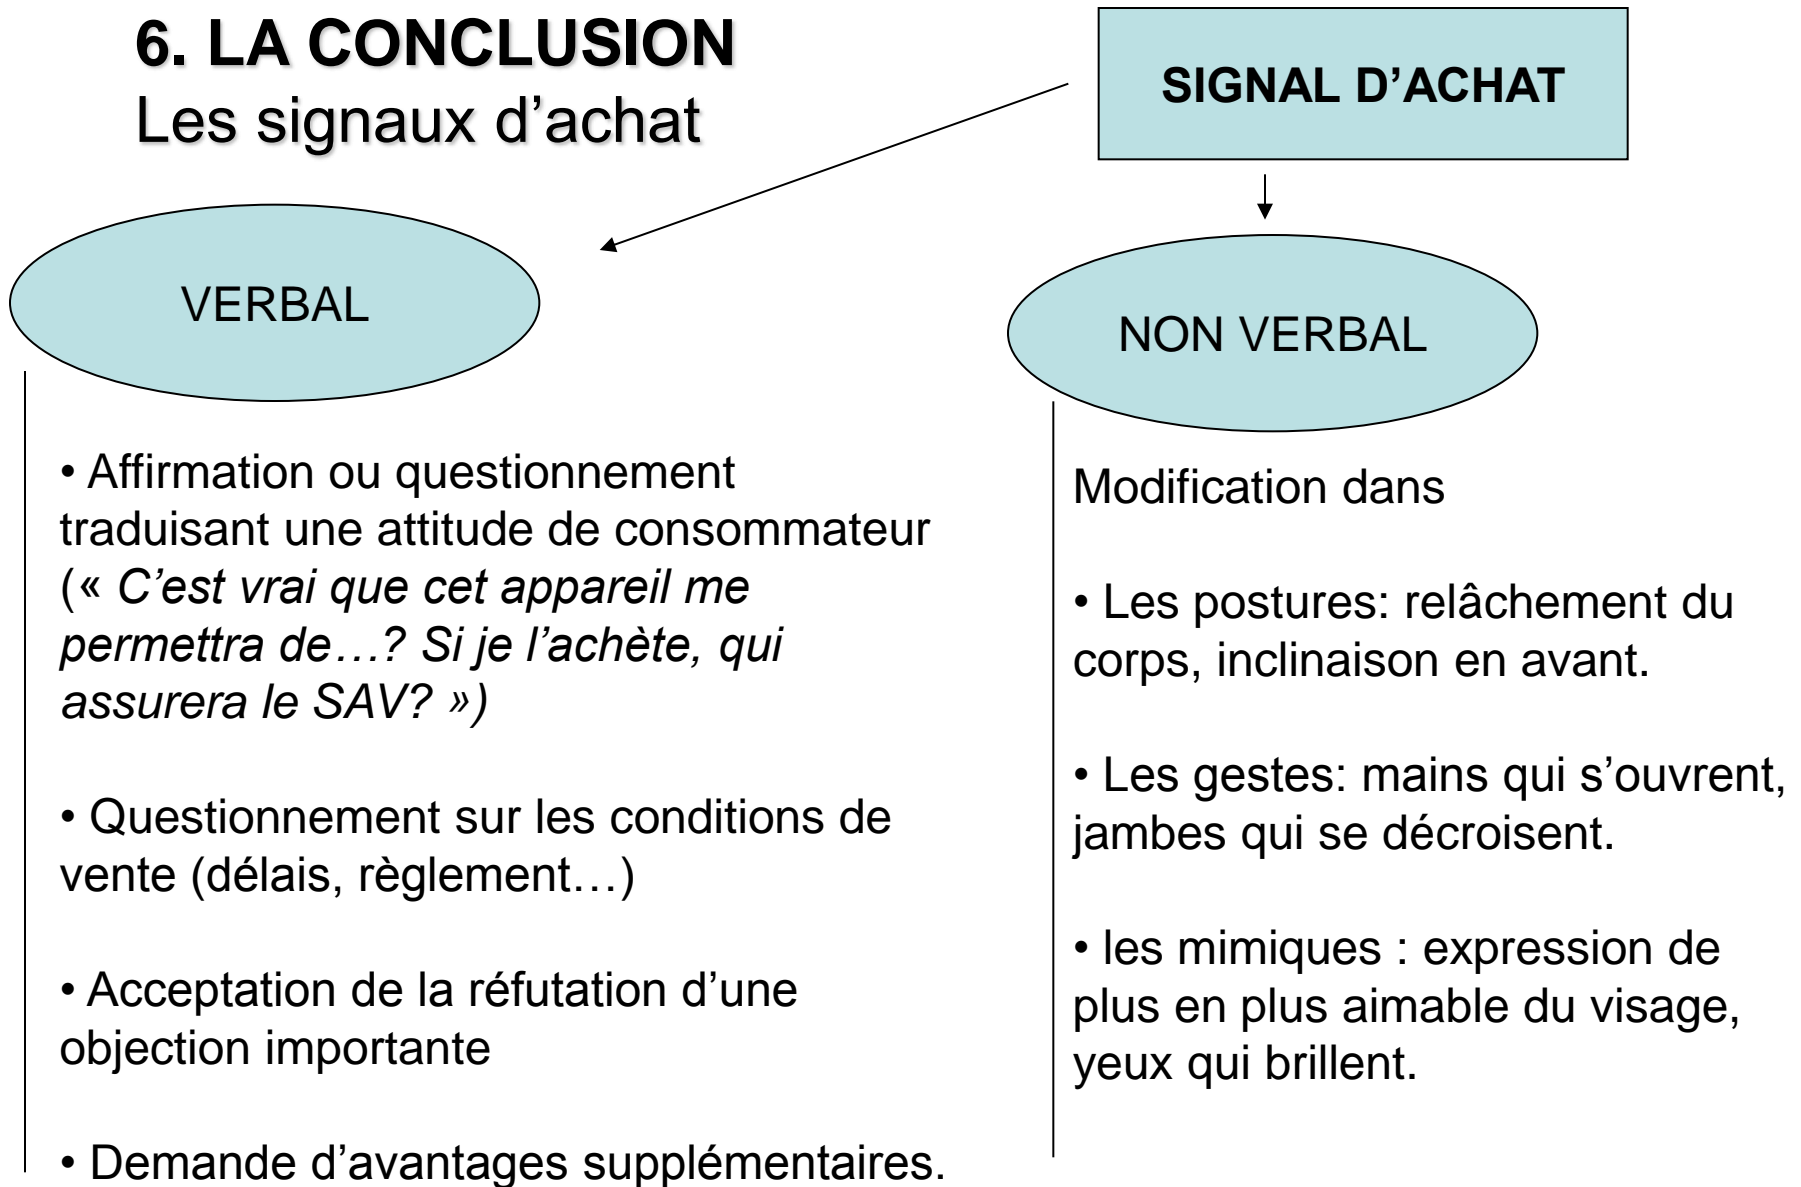 6. LA CONCLUSION
Les signaux d’achat
SIGNAL D’ACHAT
VERBAL
• Affirmation ou questionnement
traduisant une attitude de consommateur
(« C’est vrai que cet appareil me
permettra de…? Si je l’achète, qui
assurera le SAV? »)
• Questionnement sur les conditions de
vente (délais, règlement…)
• Acceptation de la réfutation d’une
objection importante
• Demande d’avantages supplémentaires.
NON VERBAL
Modification dans
• Les postures: relâchement du
corps, inclinaison en avant.
• Les gestes: mains qui s’ouvrent,
jambes qui se décroisent.
• les mimiques : expression de
plus en plus aimable du visage,
yeux qui brillent.